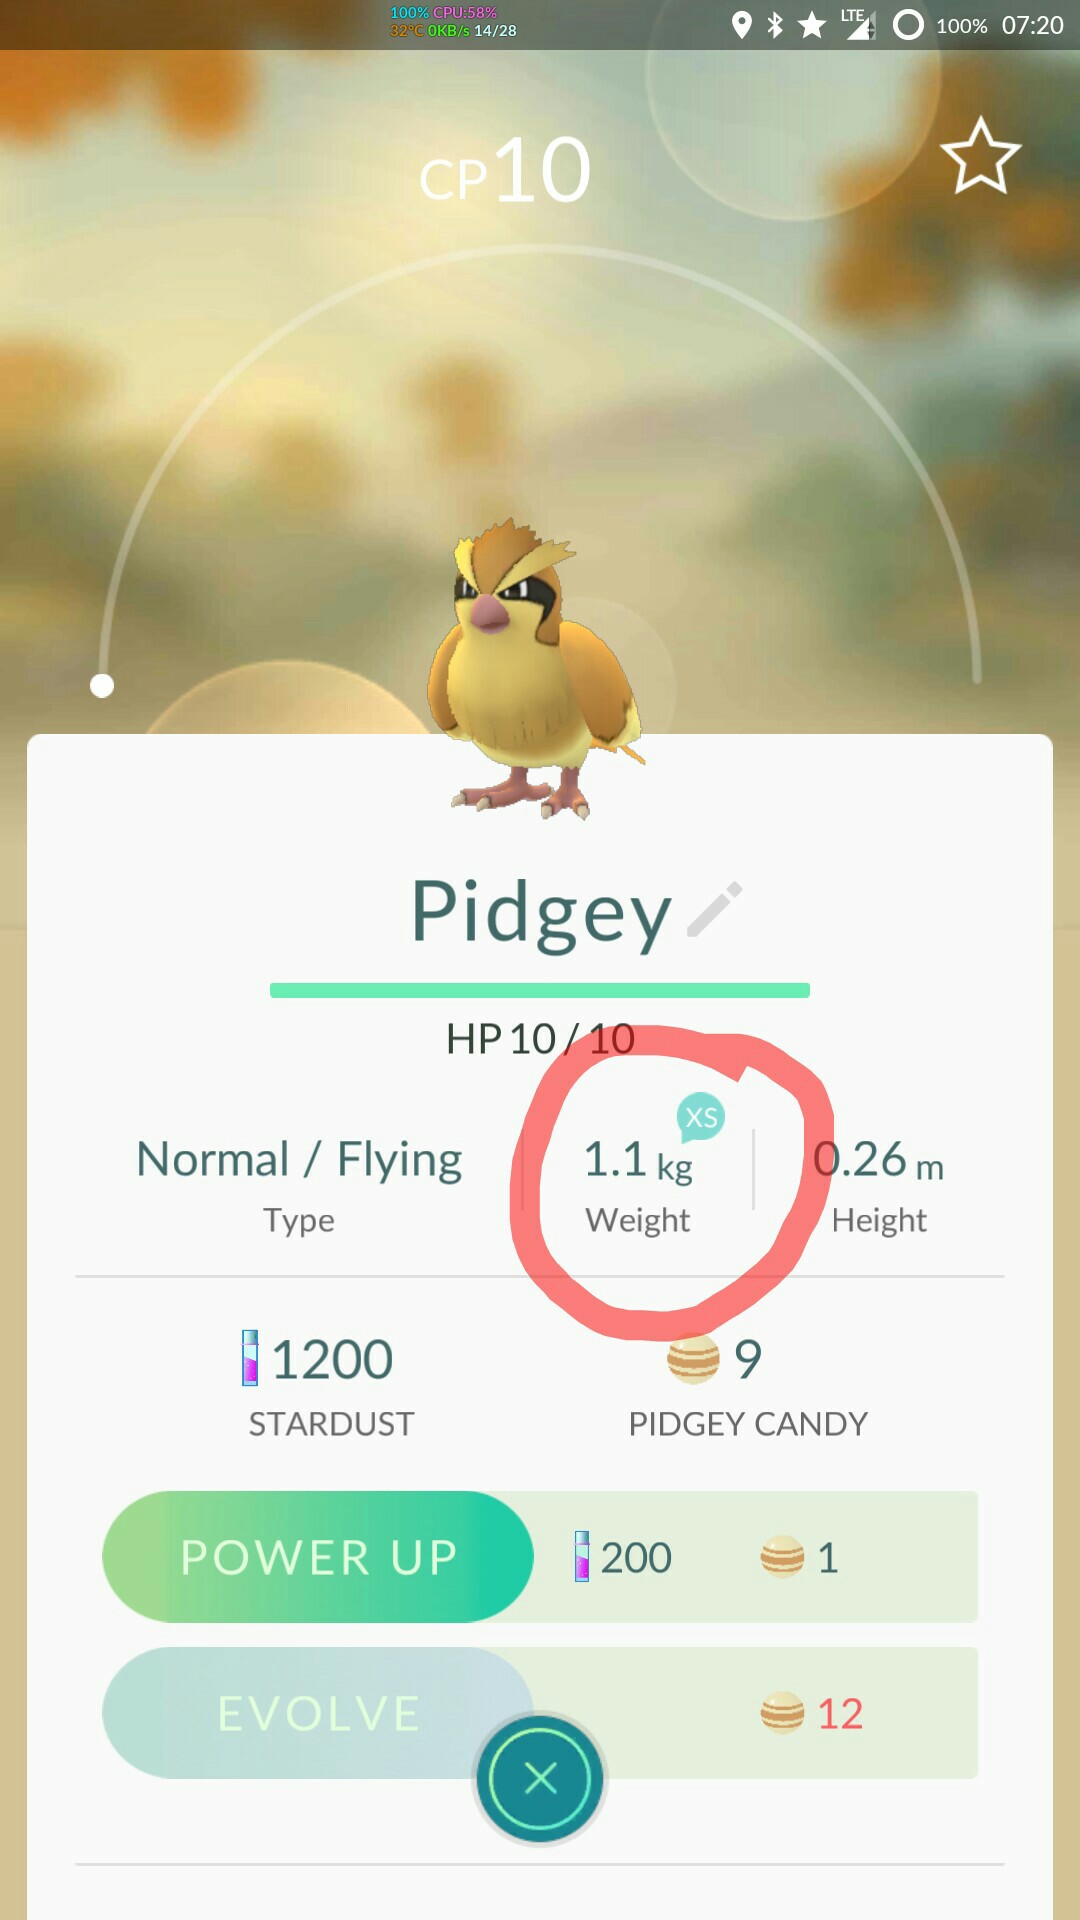 100% CPU:58%
32°C 0KB/s 14/28
LTE 100% 07:20
CP10
Pidgey
HP 10 / 10
XS
Normal / Flying 1.1 kg 0.26 m
Type Weight Height
1200 9
STARDUST PIDGEY CANDY
POWER UP 200 1
EVOLVE 12